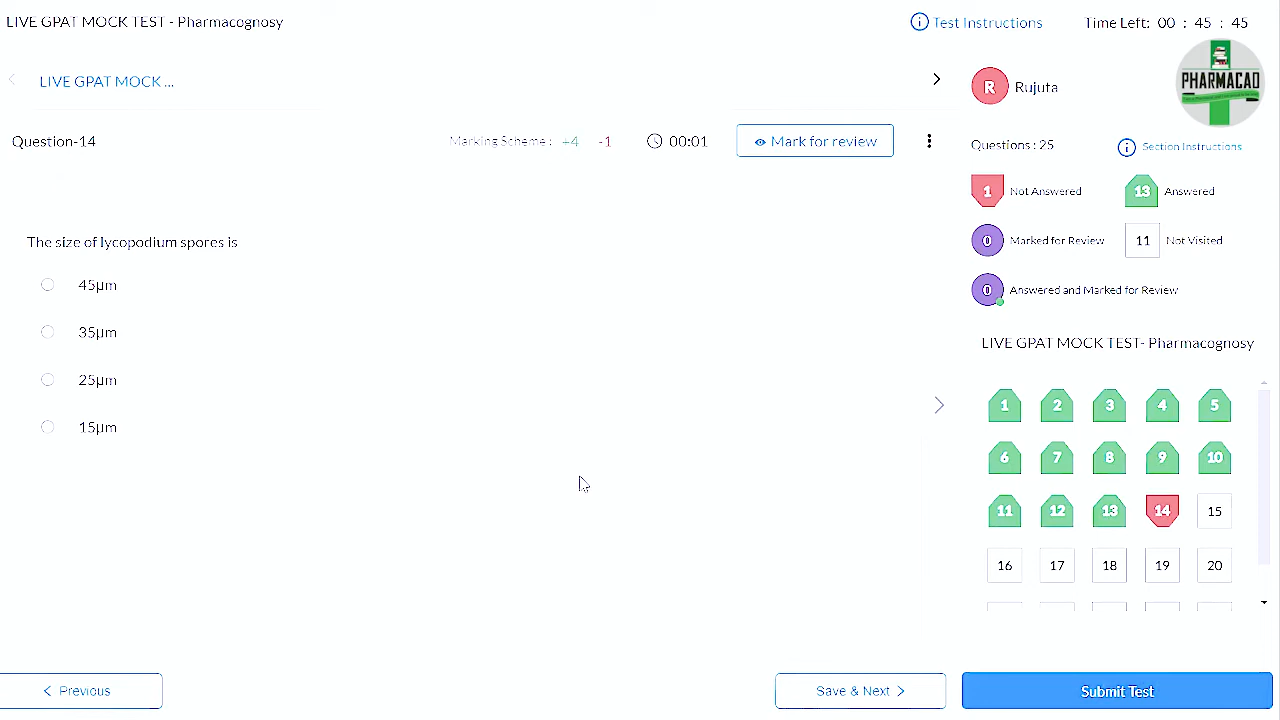 LIVE GPAT MOCK TEST - Pharmacognosy
Test Instructions
Time Left: 00 : 45 : 45
LIVE GPAT MOCK ...
R Rujuta
PHARMACAD
Question-14
Marking Scheme: +4 -1
00:01
Mark for review
Questions : 25
Section Instructions
1 Not Answered
13 Answered
0 Marked for Review
11 Not Visited
0 Answered and Marked for Review
The size of lycopodium spores is
45µm
35µm
25µm
15µm
LIVE GPAT MOCK TEST- Pharmacognosy
1 2 3 4 5
6 7 8 9 10
11 12 13 14 15
16 17 18 19 20
Previous
Save & Next
Submit Test